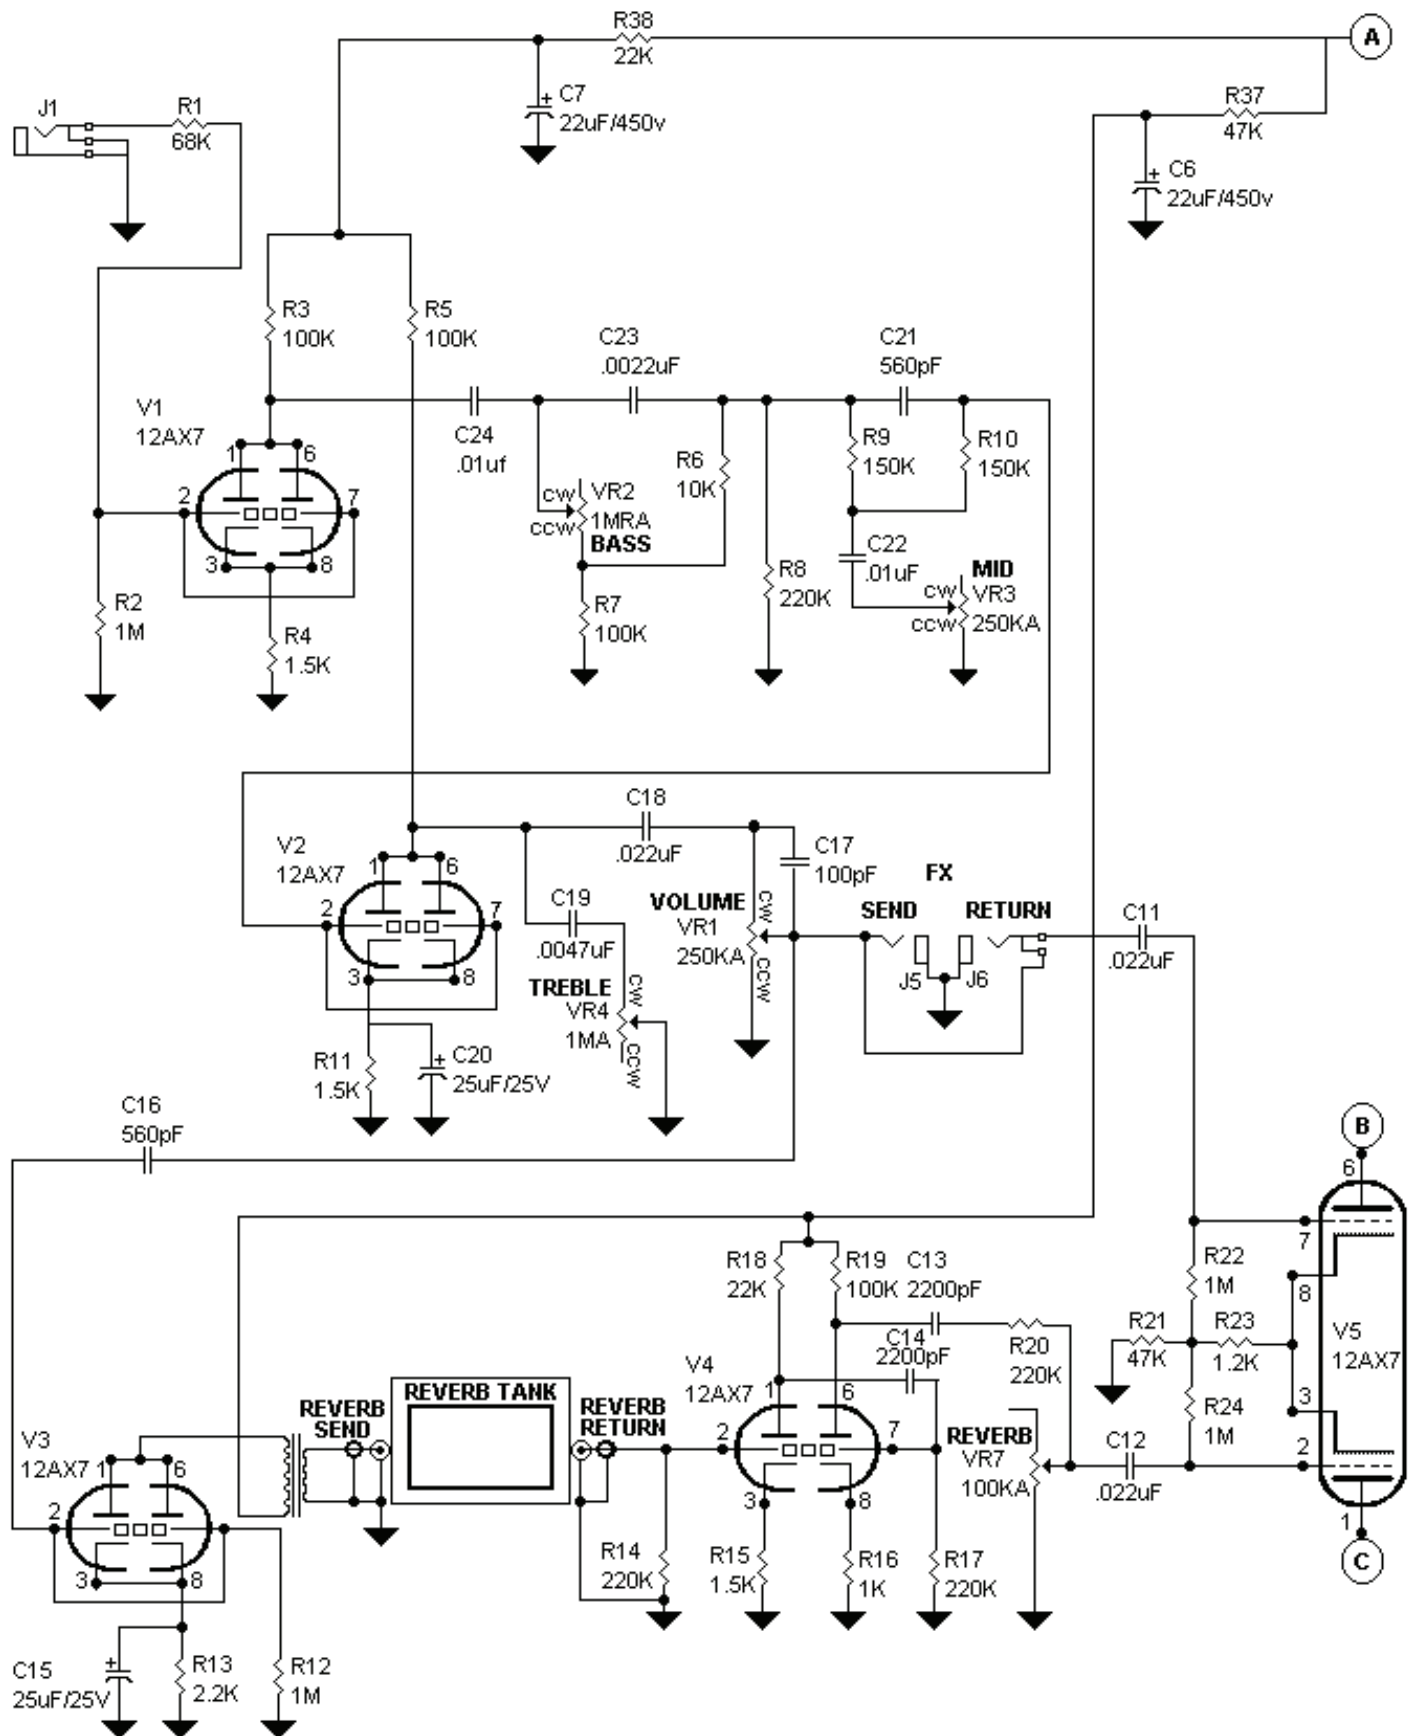 R38
22K
A
J1
R1
68K
C7
22uF/450v
R37
47K
C6
22uF/450v
R3
100K
R5
100K
C23
.0022uF
C21
560pF
V1
12AX7
1
6
2
7
3
8
C24
.01uf
R6
10K
R9
150K
R10
150K
CW
CCW
VR2
1MRA
BASS
C22
.01uF
MID
CW
VR3
CCW
250KA
R2
1M
R4
1.5K
R7
100K
R8
220K
V2
12AX7
1
6
2
7
3
8
C18
.022uF
C17
100pF
C19
.0047uF
VOLUME
VR1
250KA
CW
CCW
FX
SEND
RETURN
J5
J6
C11
.022uF
TREBLE
VR4
1MA
CW
CCW
R11
1.5K
C20
25uF/25V
C16
560pF
B
6
7
8
V5
12AX7
3
2
1
C
R22
1M
R21
47K
R23
1.2K
R24
1M
R18
22K
R19
100K
C13
2200pF
C14
2200pF
R20
220K
V4
12AX7
1
6
2
7
3
8
REVERB
VR7
100KA
C12
.022uF
REVERB TANK
REVERB
SEND
REVERB
RETURN
V3
12AX7
1
6
2
3
8
R14
220K
R15
1.5K
R16
1K
R17
220K
C15
25uF/25V
R13
2.2K
R12
1M